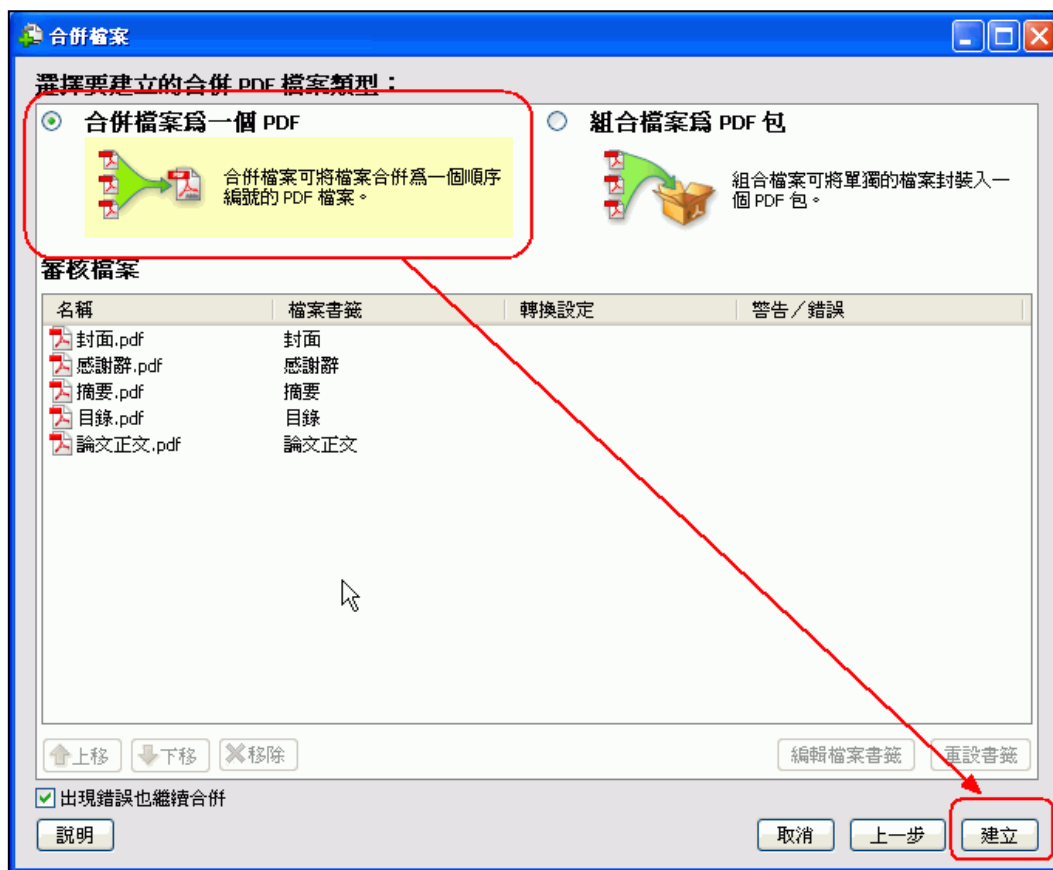 合併檔案
選擇要建立的合併 PDF 檔案類型：
合併檔案為一個 PDF
合併檔案可將檔案合併為一個順序
編號的 PDF 檔案。
組合檔案為 PDF 包
組合檔案可將單獨的檔案封裝入一
個 PDF 包。
審核檔案
名稱 檔案書籤 轉換設定 警告／錯誤
封面.pdf 封面
感謝辭.pdf 感謝辭
摘要.pdf 摘要
目錄.pdf 目錄
論文正文.pdf 論文正文
上移 下移 移除 編輯檔案書籤 重設書籤
出現錯誤也繼續合併
說明 取消 上一步 建立